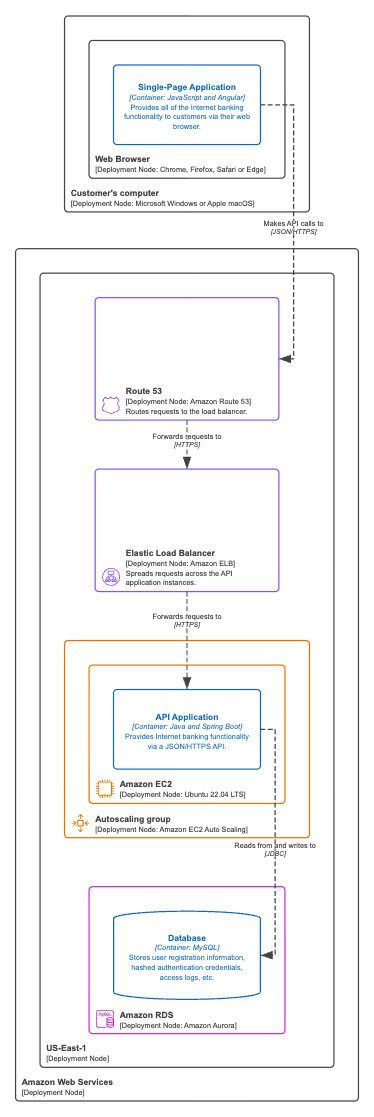 Single-Page Application
[Container: JavaScript and Angular]
Provides all of the Internet banking
functionality to customers via their web
browser.
Web Browser
[Deployment Node: Chrome, Firefox, Safari or Edge]
Customer's computer
[Deployment Node: Microsoft Windows or Apple macOS]
Makes API calls to
[JSON/HTTPS]
Route 53
[Deployment Node: Amazon Route 53]
Routes requests to the load balancer.
Forwards requests to
[HTTPS]
Elastic Load Balancer
[Deployment Node: Amazon ELB]
Spreads requests across the API
application instances.
Forwards requests to
[HTTPS]
API Application
[Container: Java and Spring Boot]
Provides Internet banking functionality
via a JSON/HTTPS API.
Amazon EC2
[Deployment Node: Ubuntu 22.04 LTS]
Autoscaling group
[Deployment Node: Amazon EC2 Auto Scaling]
Reads from and writes to
[JDBC]
Database
[Container: MySQL]
Stores user registration information,
hashed authentication credentials,
access logs, etc.
MySQL
Amazon RDS
[Deployment Node: Amazon Aurora]
US-East-1
[Deployment Node]
Amazon Web Services
[Deployment Node]